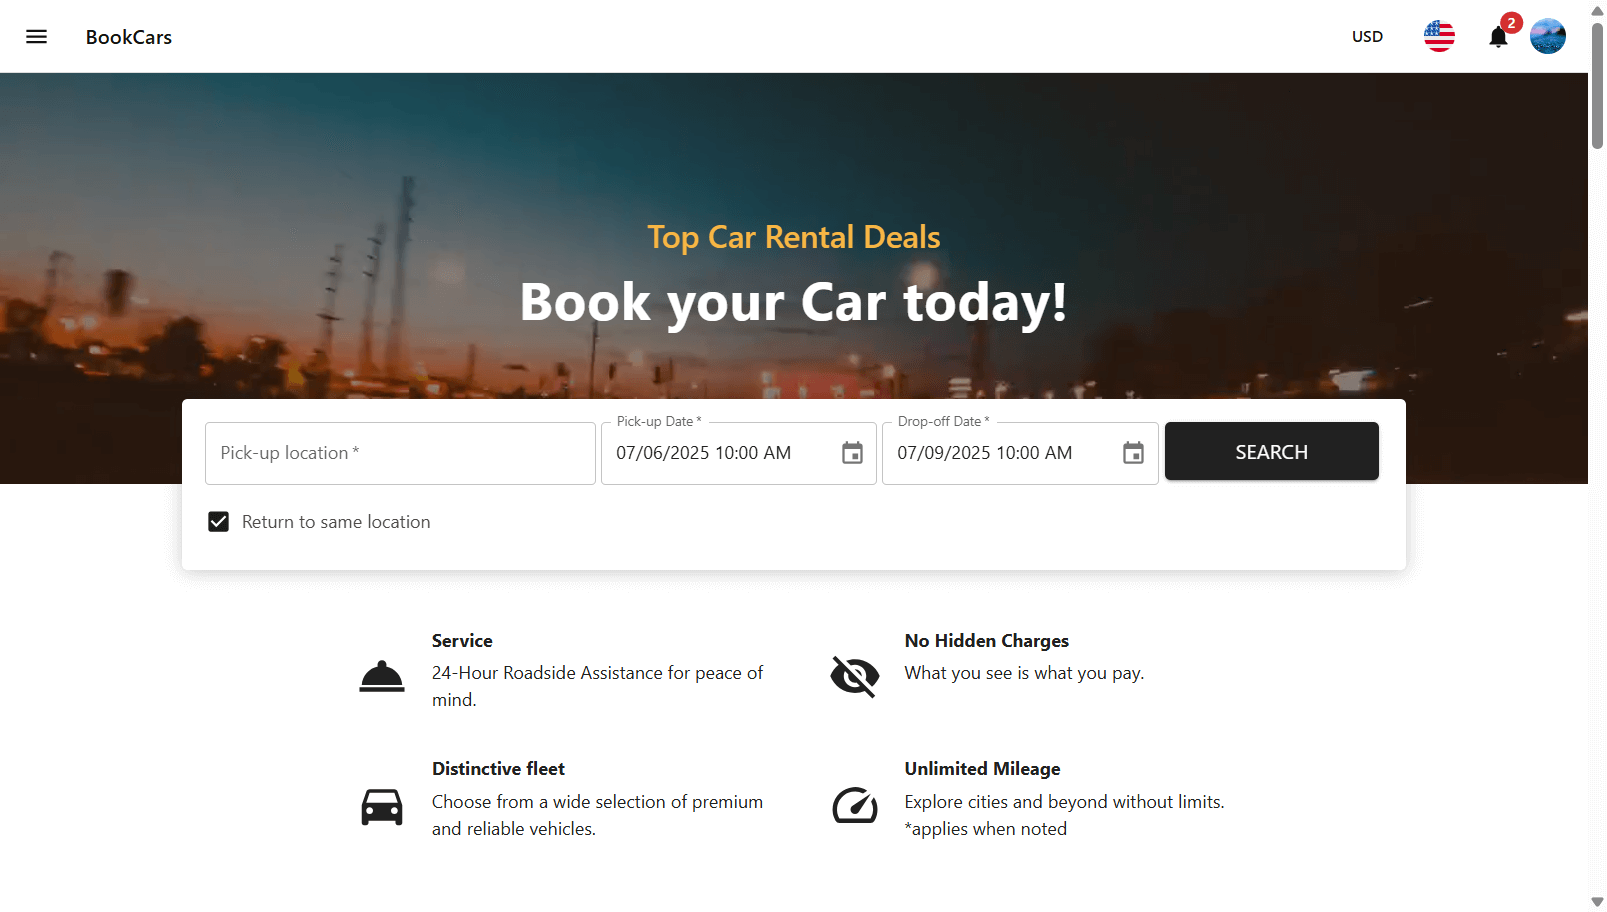 BookCars
USD
2
Top Car Rental Deals
Book your Car today!
Pick-up location *
Pick-up Date *
07/06/2025 10:00 AM
Drop-off Date *
07/09/2025 10:00 AM
SEARCH
Return to same location
Service
24-Hour Roadside Assistance for peace of
mind.
No Hidden Charges
What you see is what you pay.
Distinctive fleet
Choose from a wide selection of premium
and reliable vehicles.
Unlimited Mileage
Explore cities and beyond without limits.
*applies when noted